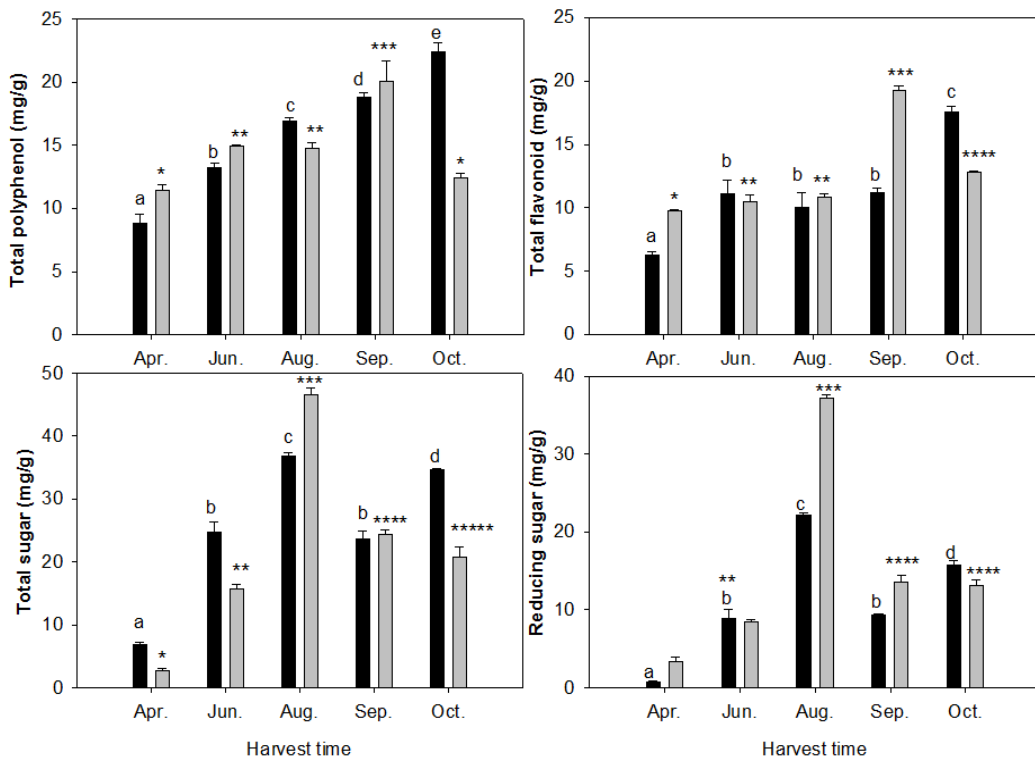 Total polyphenol (mg/g)
25
20
15
10
5
0
a
*
b
**
c
**
d
***
e
*
Apr.
Jun.
Aug.
Sep.
Oct.
Total flavonoid (mg/g)
25
20
15
10
5
0
a
*
b
**
b
**
b
***
c
****
Apr.
Jun.
Aug.
Sep.
Oct.
Total sugar (mg/g)
50
40
30
20
10
0
a
*
b
**
c
***
b
****
d
*****
Apr.
Jun.
Aug.
Sep.
Oct.
Harvest time
Reducing sugar (mg/g)
40
30
20
10
0
a
**
b
c
***
b
****
d
****
Apr.
Jun.
Aug.
Sep.
Oct.
Harvest time